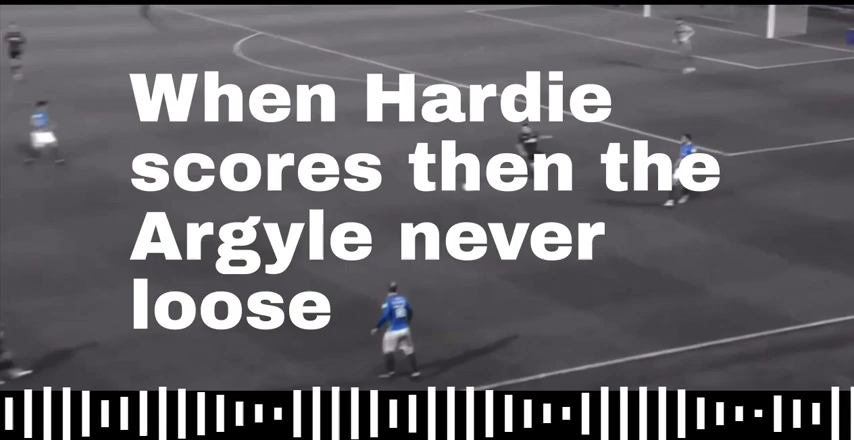 When Hardie
scores then the
Argyle never
loose